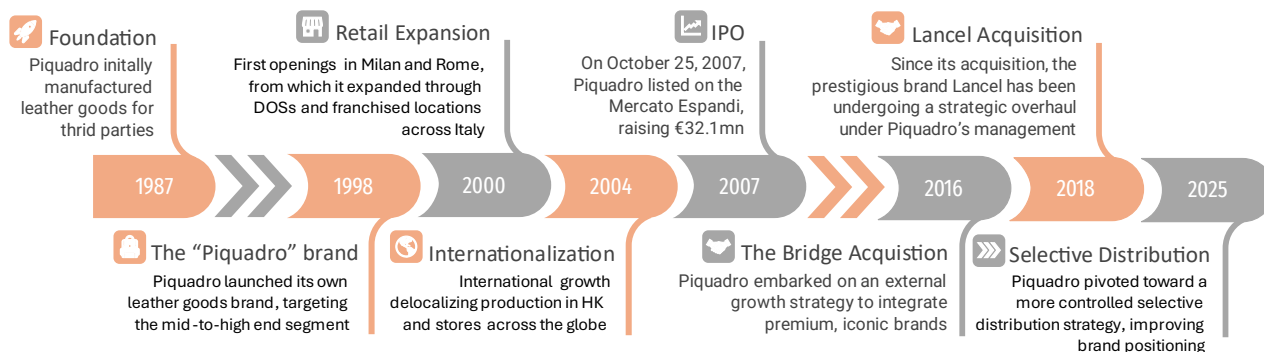 Foundation
Piquadro initally
manufactured
leather goods for
thrid parties
Retail Expansion
First openings in Milan and Rome,
from which it expanded through
DOSs and franchised locations
across Italy
IPO
On October 25, 2007,
Piquadro listed on the
Mercato Espandi,
raising €32.1mn
Lancel Acquisition
Since its acquisition, the
prestigious brand Lancel has been
undergoing a strategic overhaul
under Piquadro’s management
1987
1998
2000
2004
2007
2016
2018
2025
The “Piquadro” brand
Piquadro launched its own
leather goods brand, targeting
the mid -to-high end segment
Internationalization
International growth
delocalizing production in HK
and stores across the globe
The Bridge Acquistion
Piquadro embarked on an external
growth strategy to integrate
premium, iconic brands
Selective Distribution
Piquadro pivoted toward a
more controlled selective
distribution strategy, improving
brand positioning